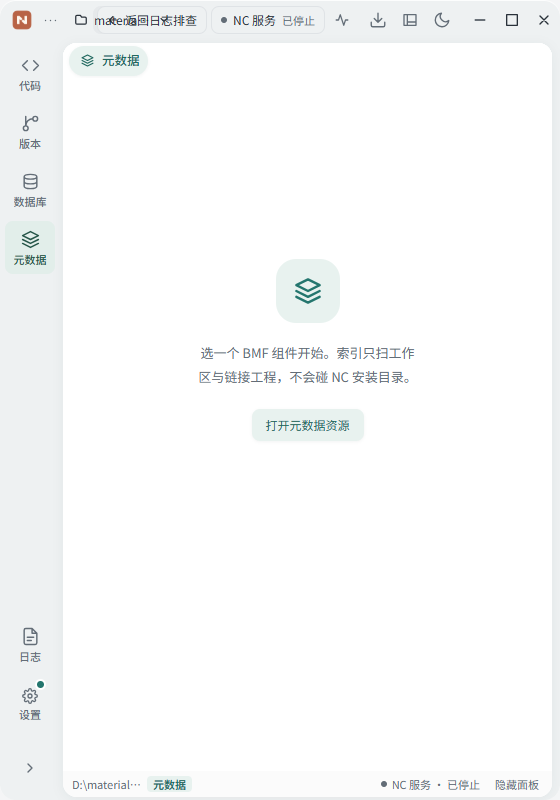 N ··· 返回日志排查 NC 服务 已停止
元数据
代码
版本
数据库
元数据
选一个 BMF 组件开始。索引只扫工作
区与链接工程，不会碰 NC 安装目录。
打开元数据资源
日志
设置
D:\material··· 元数据 NC 服务 · 已停止 隐藏面板